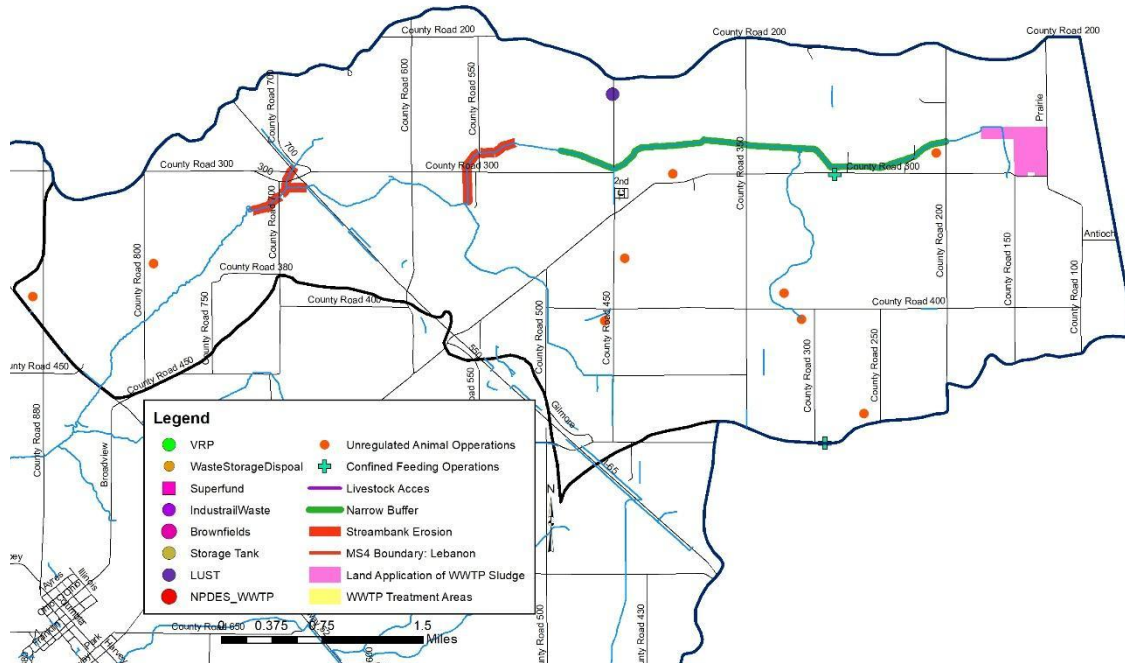 County Road 200
County Road 200
County Road 200
County Road 700
County Road 600
County Road 550
Prairie
700
County Road 300
300
County Road 300
County Road 350
County Road 300
2nd
County Road 700
County Road 800
County Road 200
County Road 150
Antioch
County Road 380
County Road 750
County Road 400
County Road 500
County Road 450
County Road 400
County Road 100
County Road 450
550
County Road 300
County Road 250
County Road 880
Broadview
Gilmore
I-65
N
Legend
VRP
WasteStorageDispoal
Superfund
IndustrailWaste
Brownfields
Storage Tank
LUST
NPDES_WWTP
Unregulated Animal Opperations
Confined Feeding Operations
Livestock Acces
Narrow Buffer
Streambank Erosion
MS4 Boundary: Lebanon
Land Application of WWTP Sludge
WWTP Treatment Areas
Ayres
Illinois
Ohio
Columbia
Park
Harvey
County Road 650
0 0.375 0.75 1.5
Miles
County Road 500
County Road 430